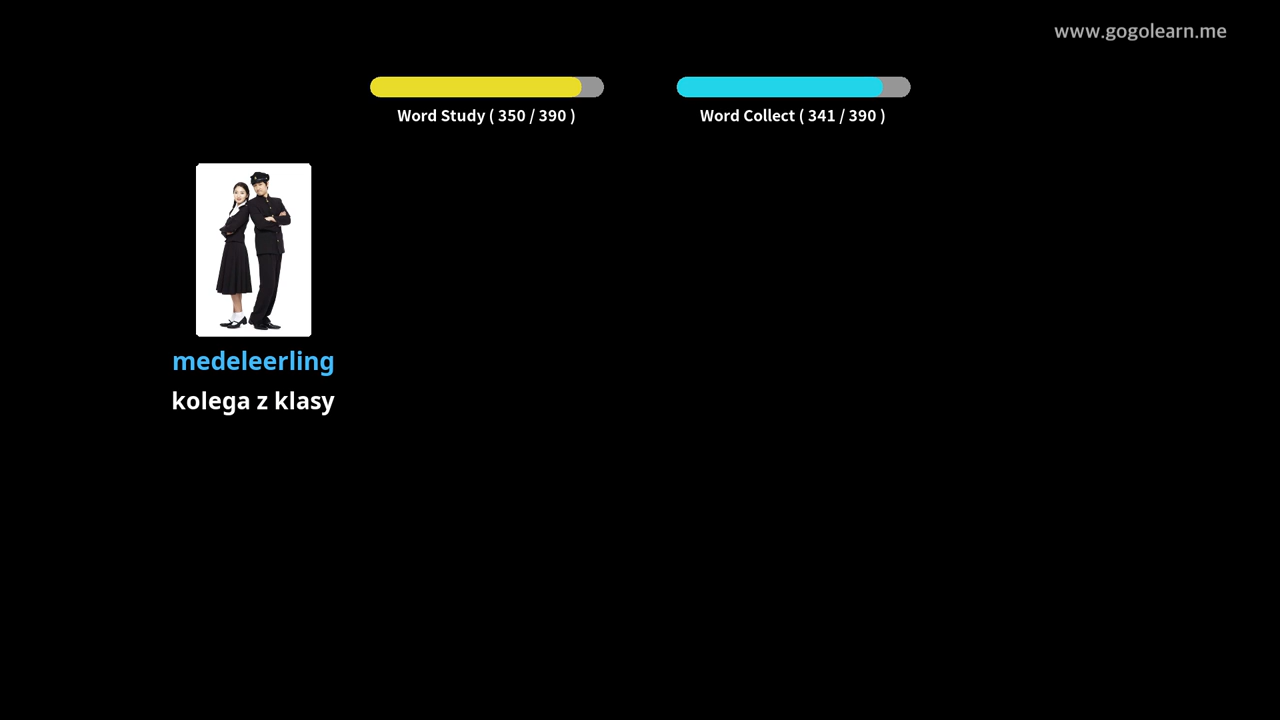 www.gogolearn.me
Word Study ( 350 / 390 )
Word Collect ( 341 / 390 )
medeleerling
kolega z klasy